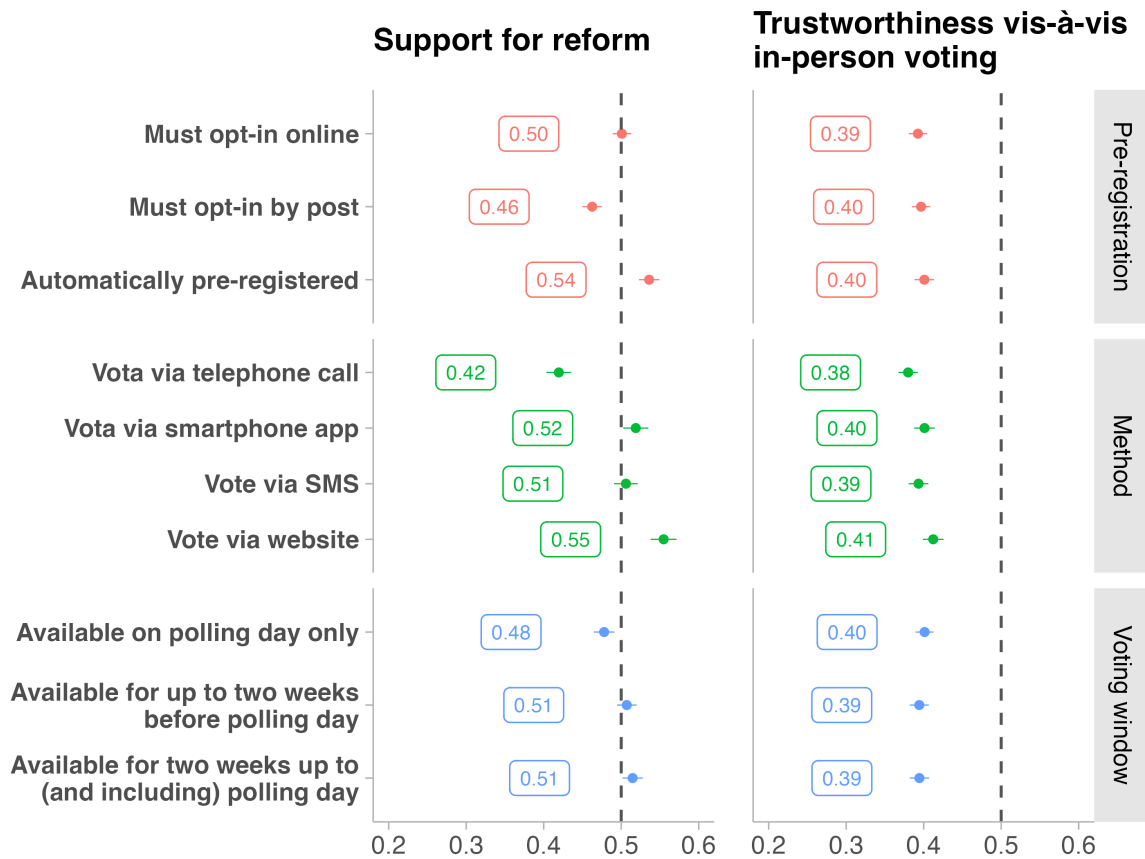 Support for reform
Trustworthiness vis-à-vis
in-person voting
Must opt-in online
0.50
0.39
Must opt-in by post
0.46
0.40
Automatically pre-registered
0.54
0.40
Pre-registration
Vota via telephone call
0.42
0.38
Vota via smartphone app
0.52
0.40
Vote via SMS
0.51
0.39
Vote via website
0.55
0.41
Method
Available on polling day only
0.48
0.40
Available for up to two weeks
before polling day
0.51
0.39
Available for two weeks up to
(and including) polling day
0.51
0.39
Voting window
0.2 0.3 0.4 0.5 0.6
0.2 0.3 0.4 0.5 0.6